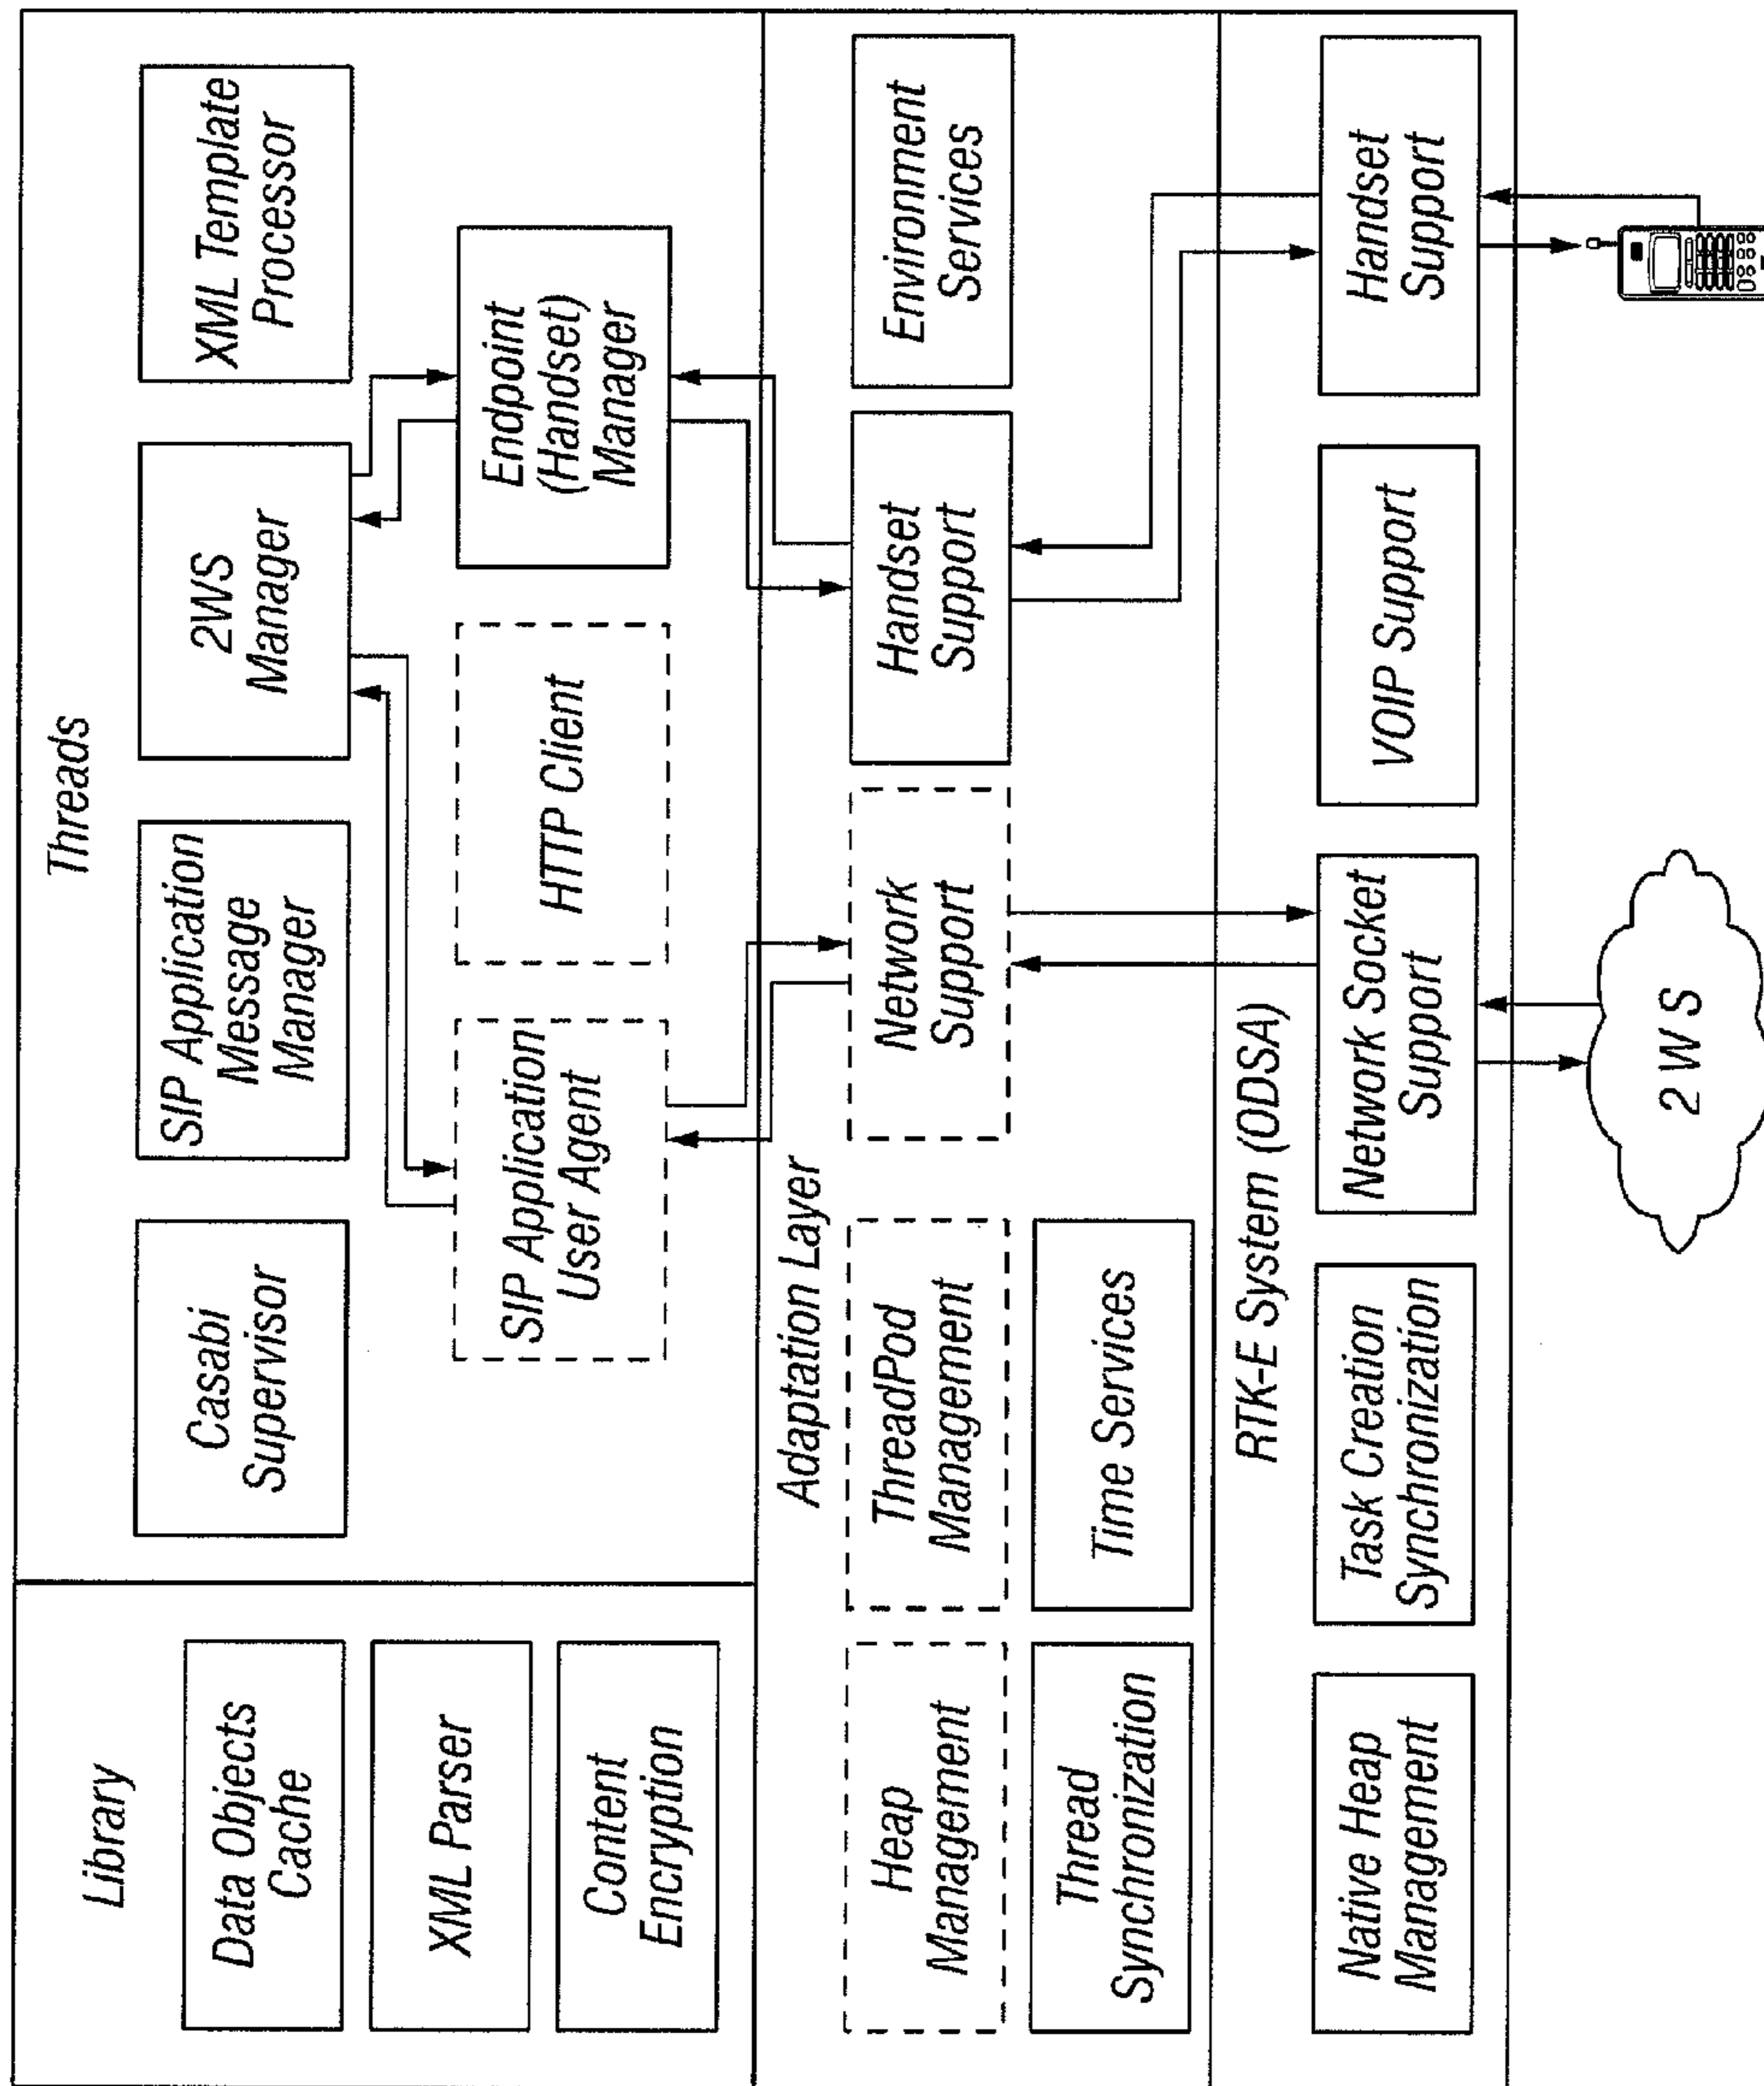 Library
Data Objects
Cache
XML Parser
Content
Encryption
Threads
Casabi
Supervisor
SIP Application
Message
Manager
2WS
Manager
XML Template
Processor
SIP Application
User Agent
HTTP Client
Endpoint
(Handset)
Manager
Adaptation Layer
Heap
Management
ThreadPod
Management
Network
Support
Handset
Support
Environment
Services
Thread
Synchronization
Time Services
RTK-E System (ODSA)
Native Heap
Management
Task Creation
Synchronization
Network Socket
Support
VOIP Support
Handset
Support
2 W S